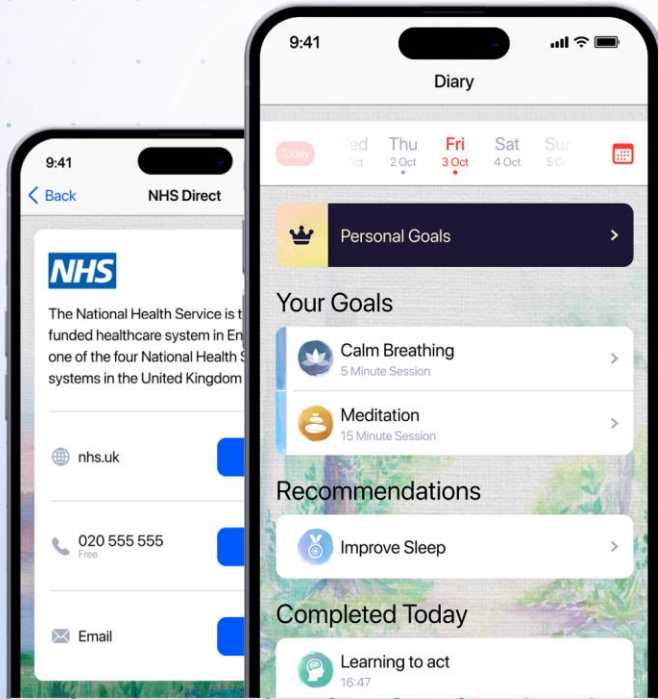 9:41
Back
NHS Direct
NHS
The National Health Service is t
funded healthcare system in En
one of the four National Health S
systems in the United Kingdom
nhs.uk
020 555 555
Free
Email
9:41
Diary
Today
Thu
Fri
Sat
2 Oct
3 Oct
4 Oct
Personal Goals
Your Goals
Calm Breathing
5 Minute Session
Meditation
15 Minute Session
Recommendations
Improve Sleep
Completed Today
Learning to act
16:47